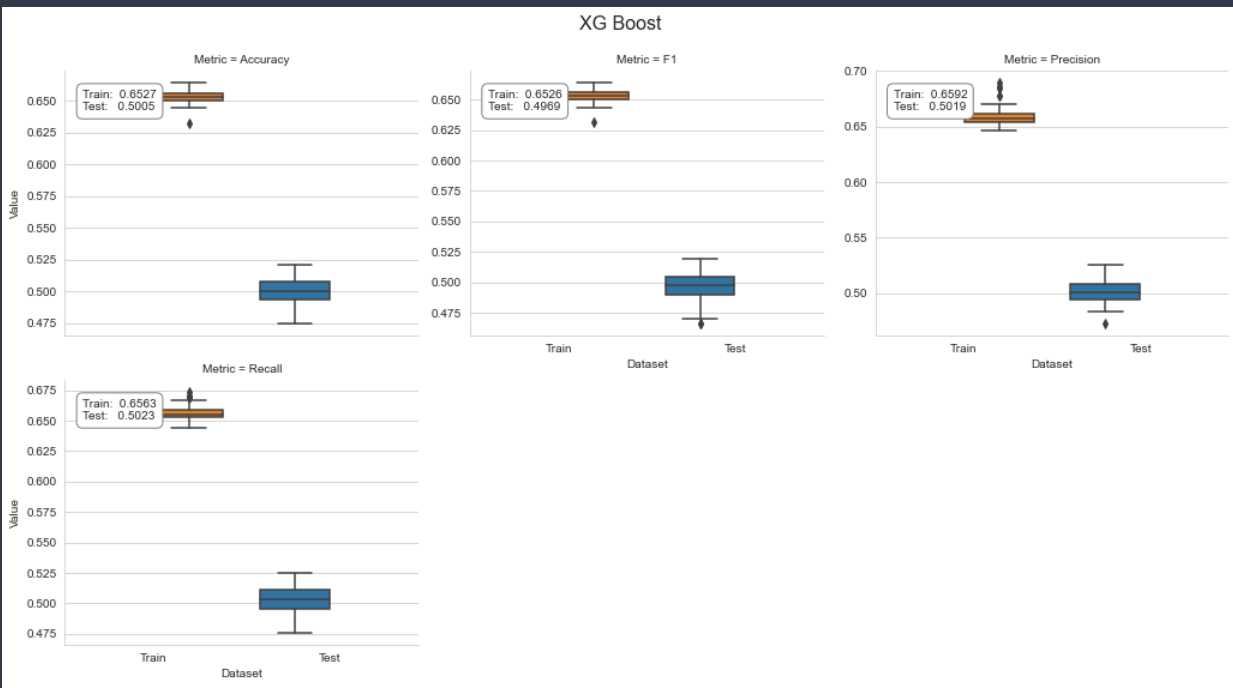 XG Boost
Metric = Accuracy
Train: 0.6527
Test: 0.5005
0.650
0.625
0.600
0.575
0.550
0.525
0.500
0.475
Value
Metric = F1
Train: 0.6526
Test: 0.4969
0.650
0.625
0.600
0.575
0.550
0.525
0.500
0.475
Train Test
Dataset
Metric = Precision
Train: 0.6592
Test: 0.5019
0.70
0.65
0.60
0.55
0.50
Train Test
Dataset
Metric = Recall
Train: 0.6563
Test: 0.5023
0.675
0.650
0.625
0.600
0.575
0.550
0.525
0.500
0.475
Value
Train Test
Dataset